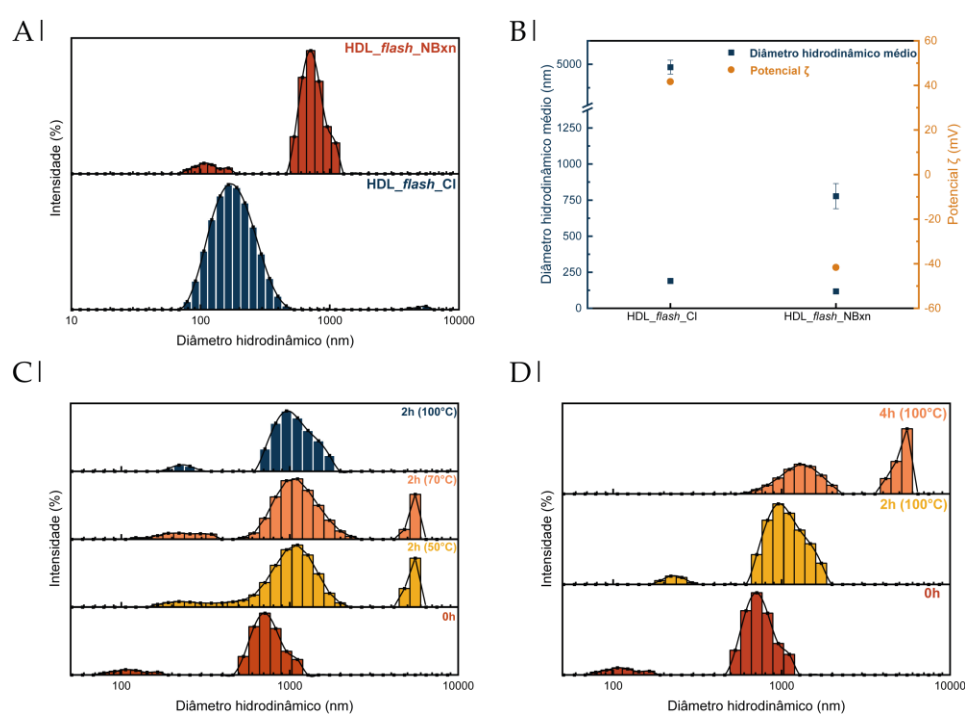 A|
HDL_flash_NBxn
HDL_flash_Cl
Intensidade (%)
10
100
1000
10000
Diâmetro hidrodinâmico (nm)
B|
Diâmetro hidrodinâmico médio
Potencial ζ
Diâmetro hidrodinâmico médio (nm)
5000
1250
1000
750
500
250
0
60
40
20
0
-20
-40
-60
Potencial ζ (mV)
HDL_flash_Cl
HDL_flash_NBxn
C|
2h (100°C)
2h (70°C)
2h (50°C)
0h
Intensidade (%)
100
1000
10000
Diâmetro hidrodinâmico (nm)
D|
4h (100°C)
2h (100°C)
0h
Intensidade (%)
100
1000
10000
Diâmetro hidrodinâmico (nm)